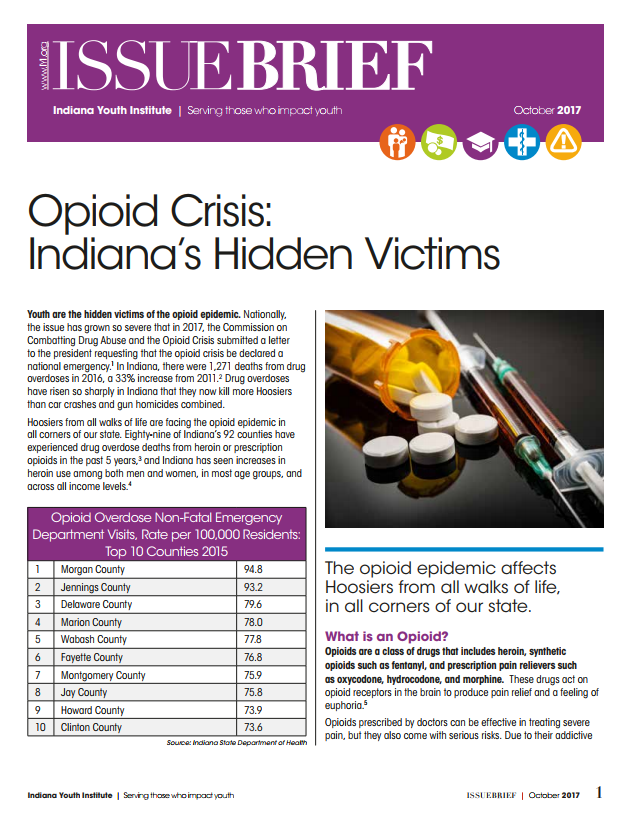 www.iYi.org
ISSUEBRIEF
Indiana Youth Institute | Serving those who impact youth
October 2017
Opioid Crisis:
Indiana's Hidden Victims
Youth are the hidden victims of the opioid epidemic. Nationally,
the issue has grown so severe that in 2017, the Commission on
Combatting Drug Abuse and the Opioid Crisis submitted a letter
to the president requesting that the opioid crisis be declared a
national emergency.¹ In Indiana, there were 1,271 deaths from drug
overdoses in 2016, a 33% increase from 2011.² Drug overdoses
have risen so sharply in Indiana that they now kill more Hoosiers
than car crashes and gun homicides combined.
Hoosiers from all walks of life are facing the opioid epidemic in
all corners of our state. Eighty-nine of Indiana's 92 counties have
experienced drug overdose deaths from heroin or prescription
opioids in the past 5 years,³ and Indiana has seen increases in
heroin use among both men and women, in most age groups, and
across all income levels.⁴
Opioid Overdose Non-Fatal Emergency
Department Visits, Rate per 100,000 Residents:
Top 10 Counties 2015
1 Morgan County 94.8
2 Jennings County 93.2
3 Delaware County 79.6
4 Marion County 78.0
5 Wabash County 77.8
6 Fayette County 76.8
7 Montgomery County 75.9
8 Jay County 75.8
9 Howard County 73.9
10 Clinton County 73.6
Source: Indiana State Department of Health
The opioid epidemic affects
Hoosiers from all walks of life,
in all corners of our state.
What is an Opioid?
Opioids are a class of drugs that includes heroin, synthetic
opioids such as fentanyl, and prescription pain relievers such
as oxycodone, hydrocodone, and morphine. These drugs act on
opioid receptors in the brain to produce pain relief and a feeling of
euphoria.⁵
Opioids prescribed by doctors can be effective in treating severe
pain, but they also come with serious risks. Due to their addictive
Indiana Youth Institute | Serving those who impact youth
ISSUEBRIEF | October 2017 1